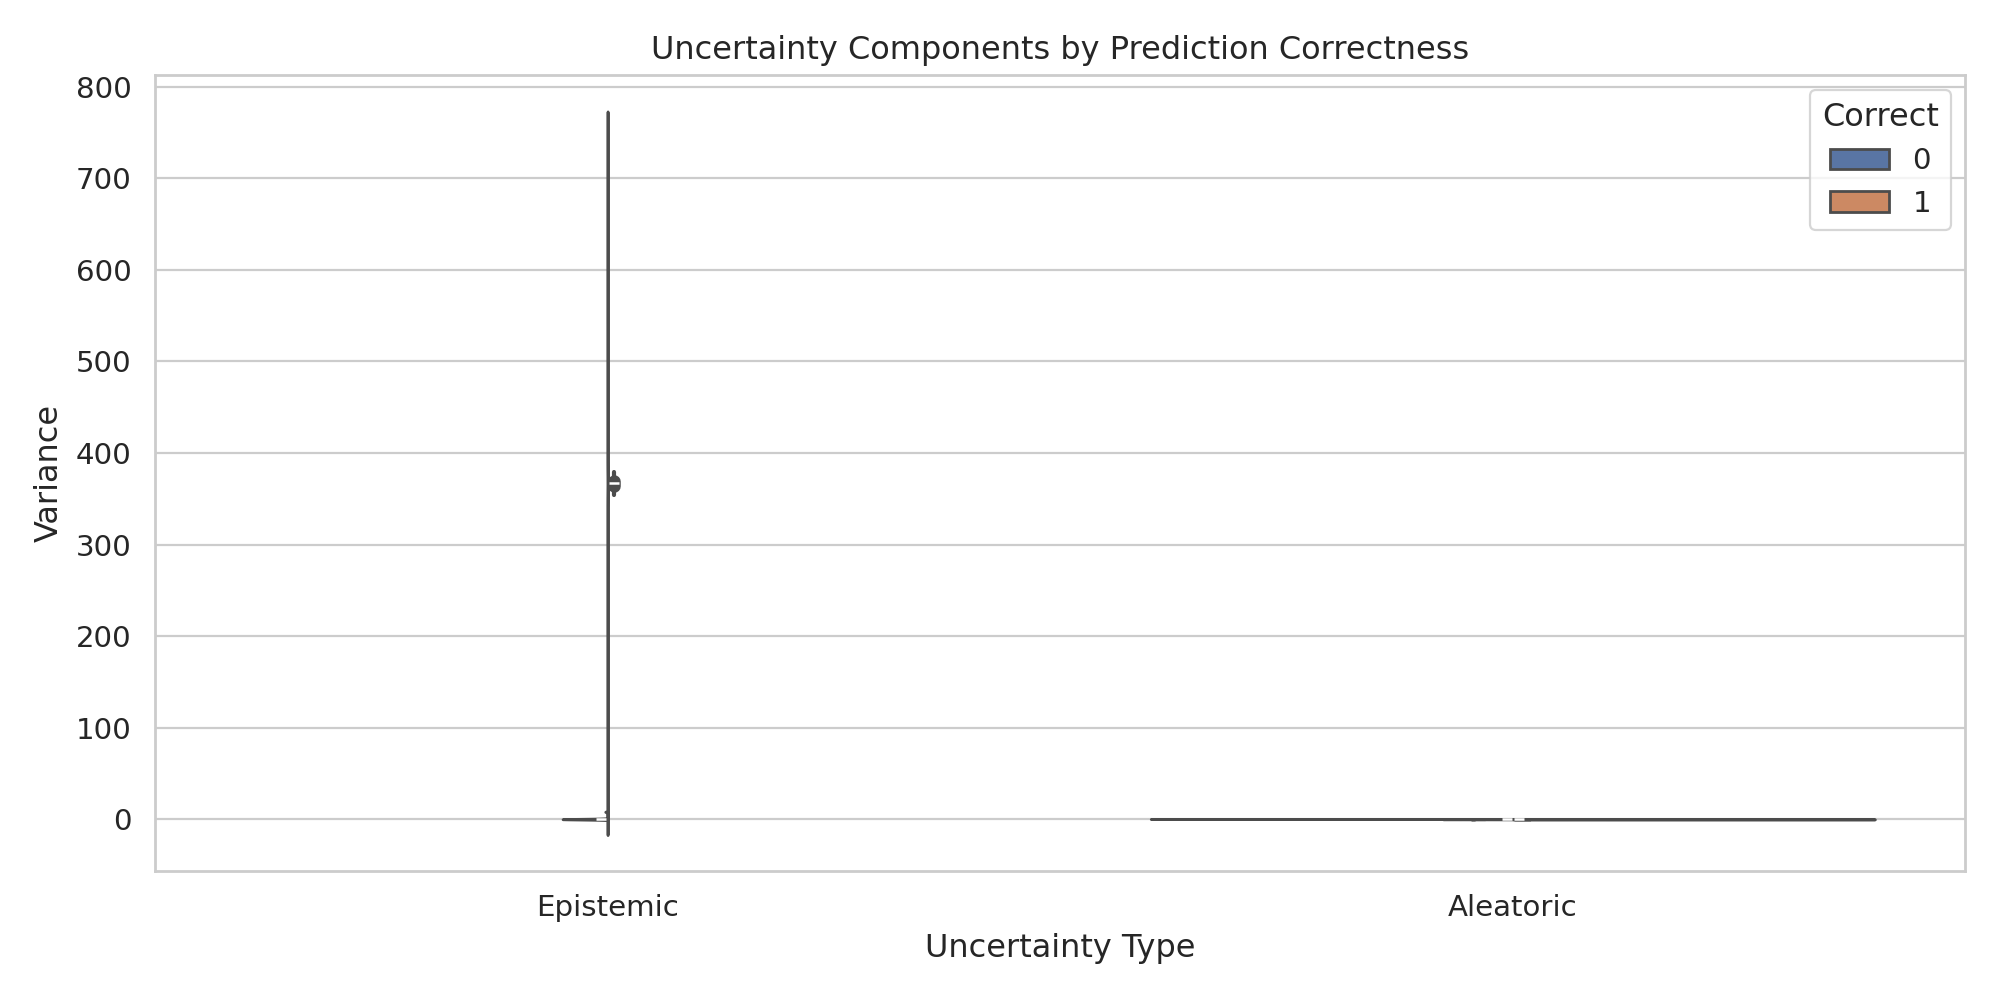 Uncertainty Components by Prediction Correctness
800
700
600
500
400
300
200
100
0
Variance
Correct
0
1
Epistemic
Aleatoric
Uncertainty Type